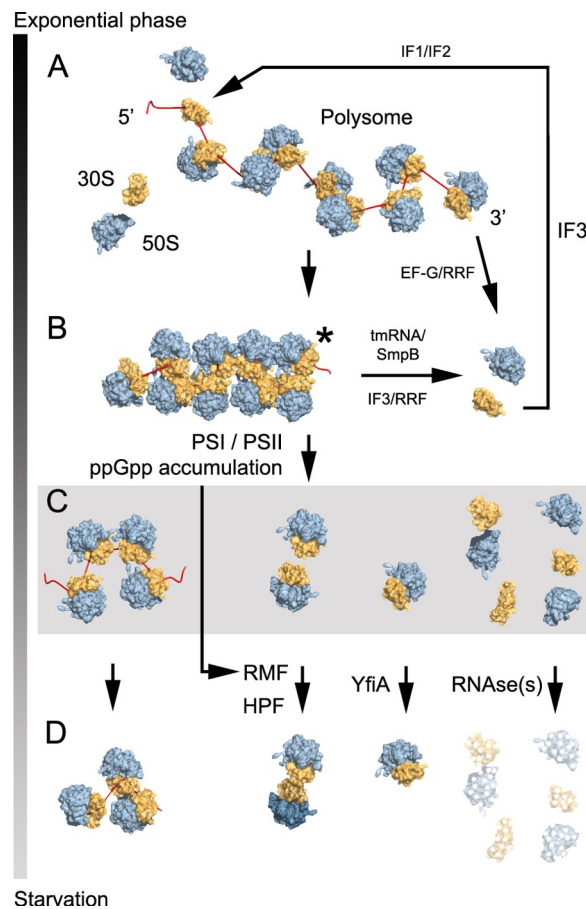 Exponential phase
A
IF1/IF2
5’
Polysome
30S
3’
IF3
50S
EF-G/RRF
B
*
tmRNA/
SmpB
IF3/RRF
PSI / PSII
ppGpp accumulation
C
RMF
YfiA
RNAse(s)
HPF
D
Starvation